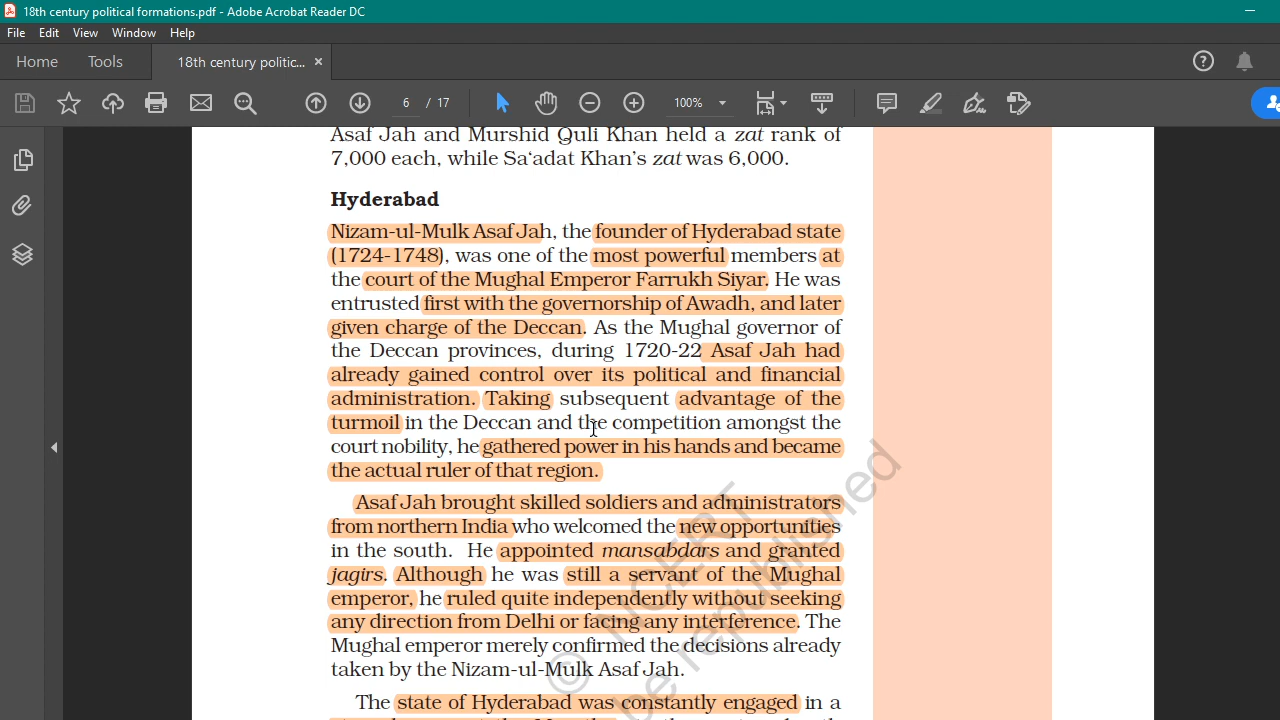 18th century political formations.pdf - Adobe Acrobat Reader DC
File Edit View Window Help
Home Tools 18th century politic... ×
6 / 17 100%
Asaf Jah and Murshid Quli Khan held a zat rank of
7,000 each, while Sa‘adat Khan’s zat was 6,000.
Hyderabad
Nizam-ul-Mulk Asaf Jah, the founder of Hyderabad state
(1724-1748), was one of the most powerful members at
the court of the Mughal Emperor Farrukh Siyar. He was
entrusted first with the governorship of Awadh, and later
given charge of the Deccan. As the Mughal governor of
the Deccan provinces, during 1720-22 Asaf Jah had
already gained control over its political and financial
administration. Taking subsequent advantage of the
turmoil in the Deccan and the competition amongst the
court nobility, he gathered power in his hands and became
the actual ruler of that region.
Asaf Jah brought skilled soldiers and administrators
from northern India who welcomed the new opportunities
in the south. He appointed mansabdars and granted
jagirs. Although he was still a servant of the Mughal
emperor, he ruled quite independently without seeking
any direction from Delhi or facing any interference. The
Mughal emperor merely confirmed the decisions already
taken by the Nizam-ul-Mulk Asaf Jah.
The state of Hyderabad was constantly engaged in a
© NCERT
be republished